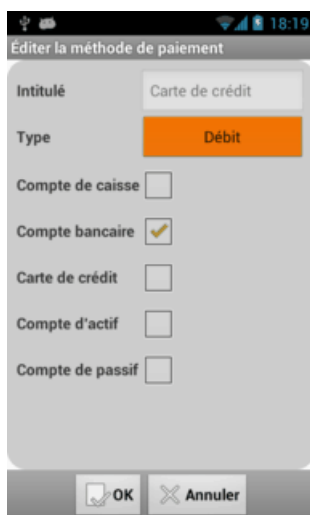 18:19
Éditer la méthode de paiement
Intitulé Carte de crédit
Type Débit
Compte de caisse
Compte bancaire
Carte de crédit
Compte d'actif
Compte de passif
OK Annuler